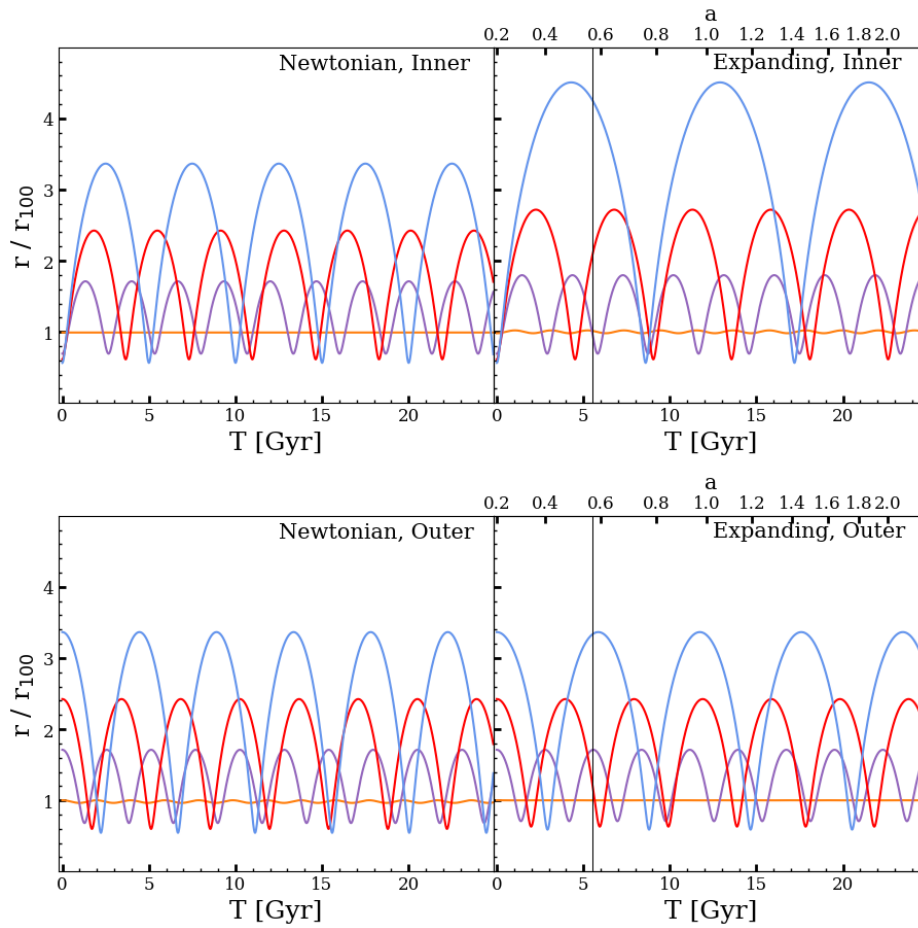 a
0.2 0.4 0.6 0.8 1.0 1.2 1.4 1.6 1.8 2.0
Newtonian, Inner
Expanding, Inner
4
3
2
1
r / r100
0 5 10 15 20
0 5 10 15 20
T [Gyr]
T [Gyr]
a
0.2 0.4 0.6 0.8 1.0 1.2 1.4 1.6 1.8 2.0
Newtonian, Outer
Expanding, Outer
4
3
2
1
r / r100
0 5 10 15 20
0 5 10 15 20
T [Gyr]
T [Gyr]